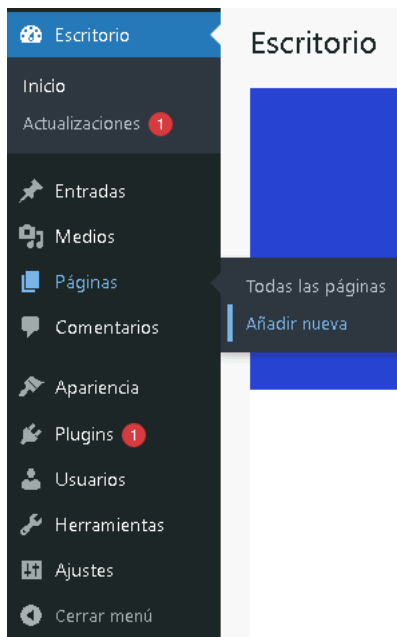 Escritorio
Escritorio
Inicio
Actualizaciones 1
Entradas
Medios
Páginas
Todas las páginas
Añadir nueva
Comentarios
Apariencia
Plugins 1
Usuarios
Herramientas
Ajustes
Cerrar menú